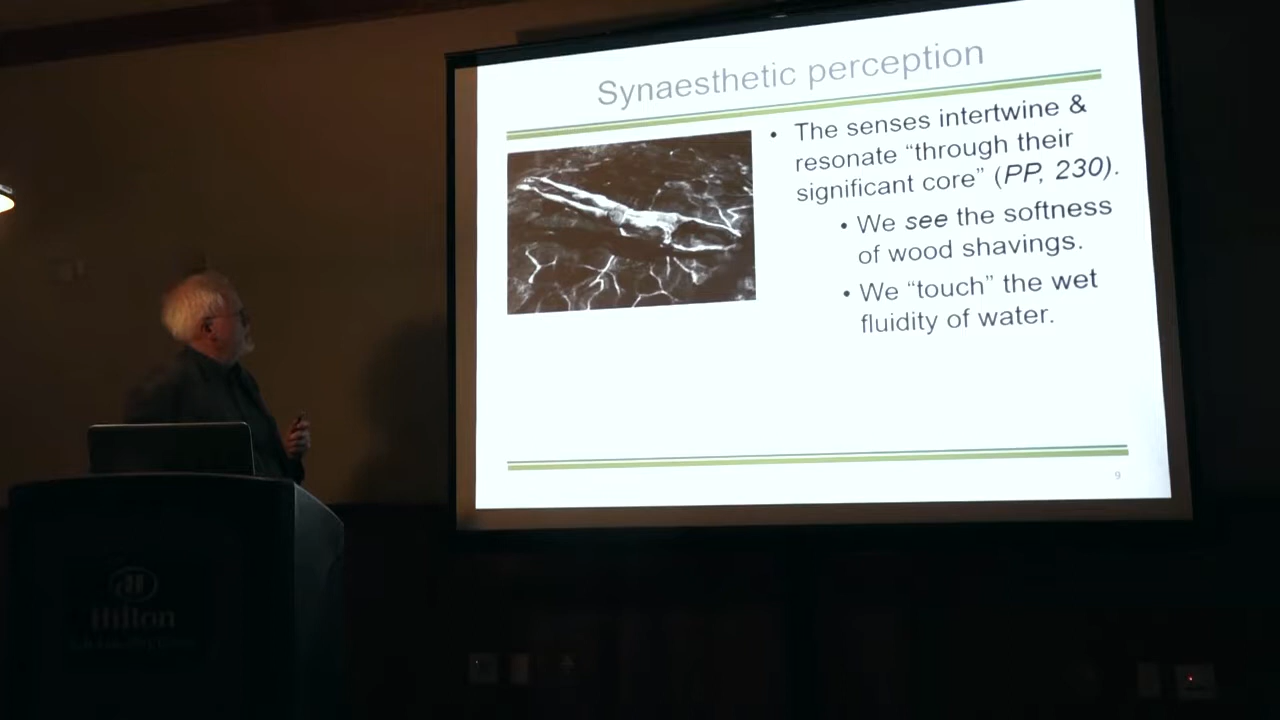 Synaesthetic perception
• The senses intertwine &
resonate “through their
significant core” (PP, 230).
• We see the softness
of wood shavings.
• We “touch” the wet
fluidity of water.
9
Hilton